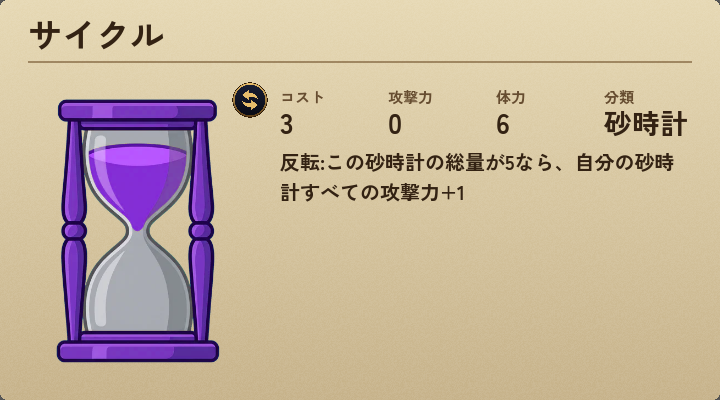 サイクル
コスト 攻撃力 体力 分類
3 0 6 砂時計
反転:この砂時計の総量が5なら、自分の砂時
計すべての攻撃力+1